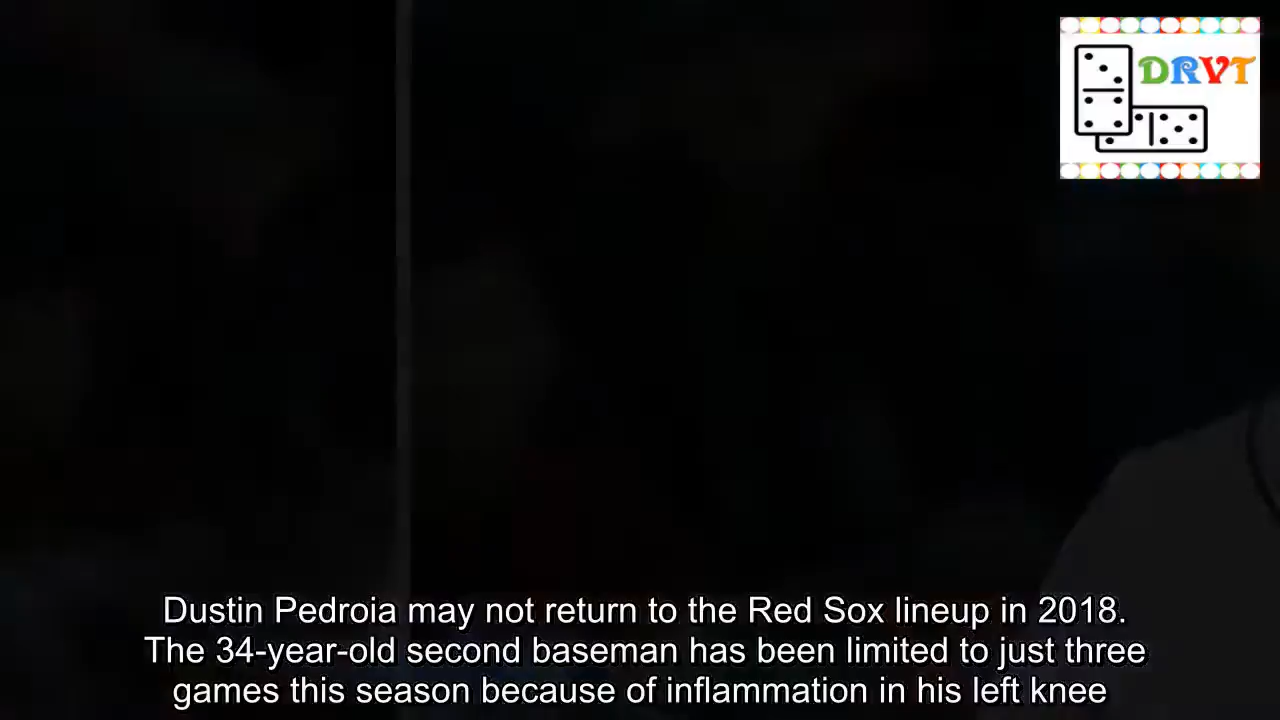 DRVT
Dustin Pedroia may not return to the Red Sox lineup in 2018.
The 34-year-old second baseman has been limited to just three
games this season because of inflammation in his left knee